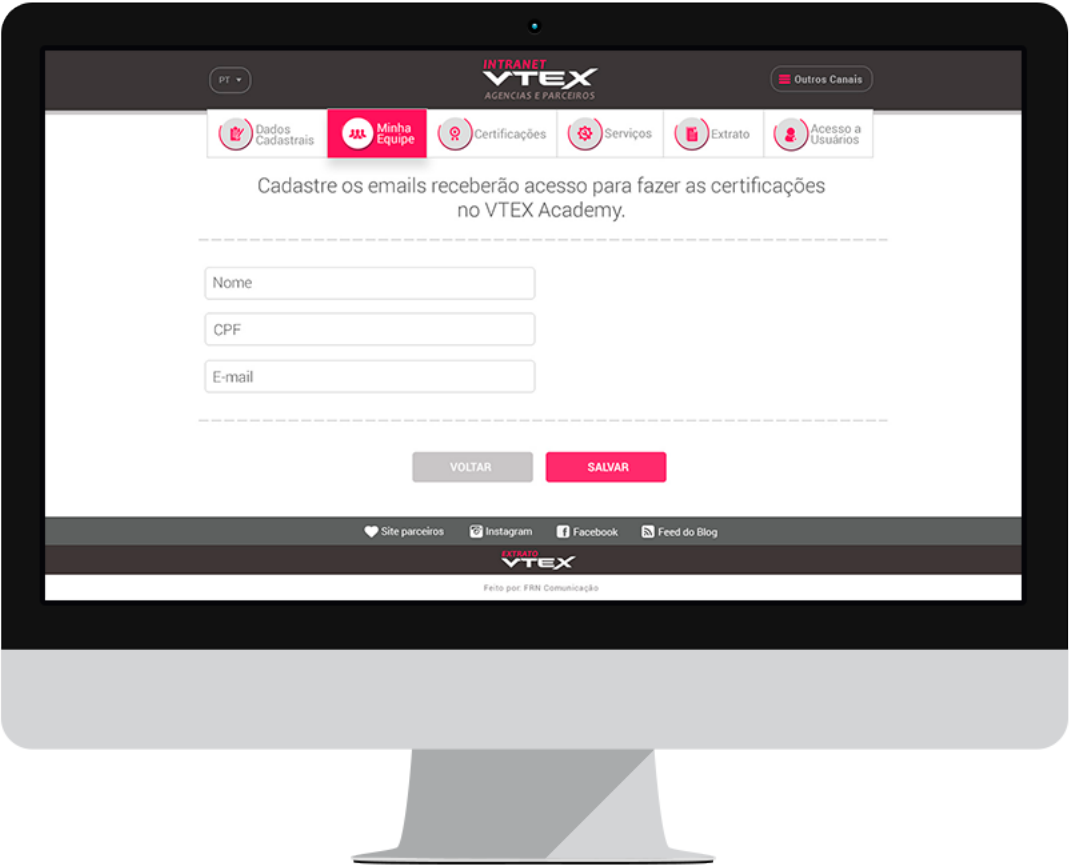 PT
INTRANET
VTEX
AGENCIAS E PARCEIROS
Outros Canais
Dados
Cadastrais
Minha
Equipe
Certificações
Serviços
Extrato
Acesso a
Usuários
Cadastre os emails receberão acesso para fazer as certificações
no VTEX Academy.
Nome
CPF
E-mail
VOLTAR
SALVAR
Site parceiros
Instagram
Facebook
Feed do Blog
EXTRATO
VTEX
Feito por: FRN Comunicação